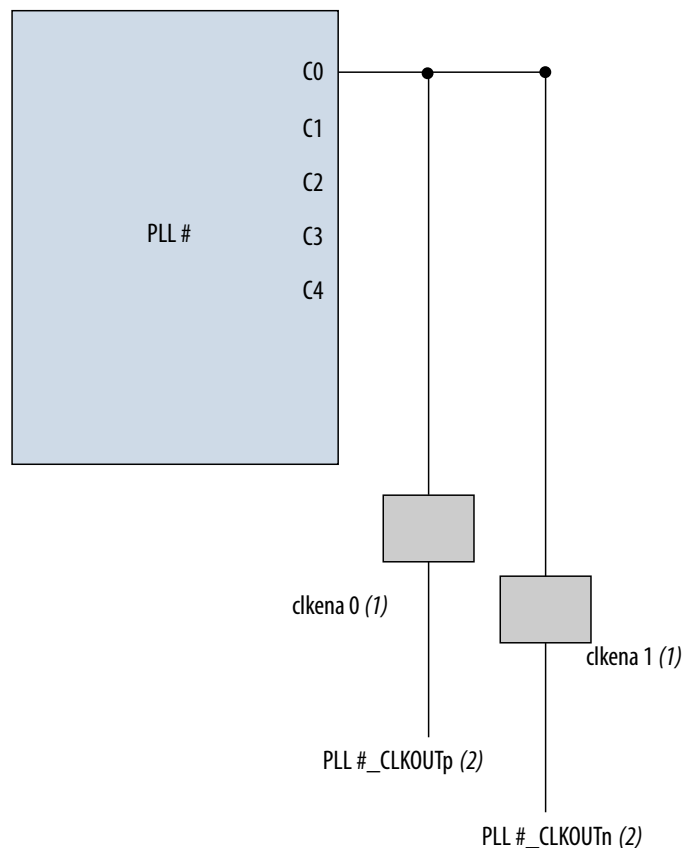 C0
C1
C2
PLL #
C3
C4
clkena 0 (1)
clkena 1 (1)
PLL #_CLKOUTp (2)
PLL #_CLKOUTn (2)